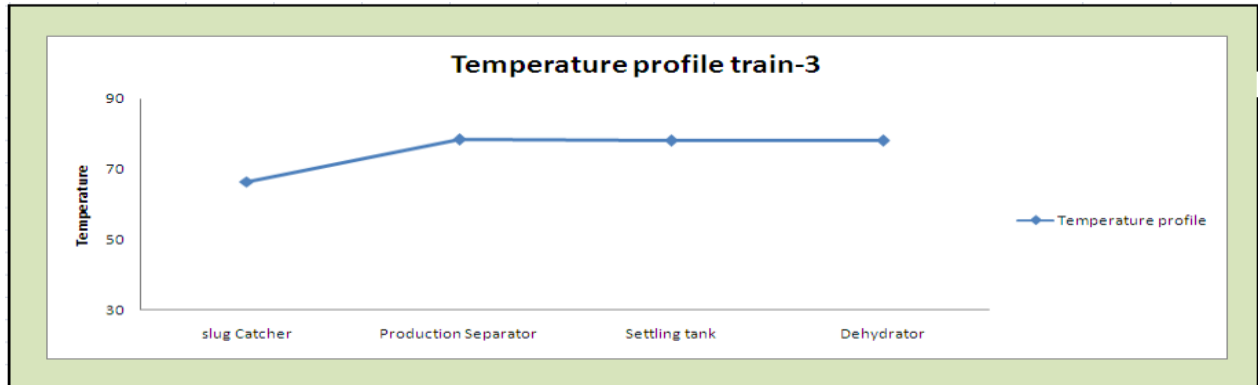 Temperature profile train-3
90
70
50
30
Temperature
slug Catcher
Production Separator
Settling tank
Dehydrator
Temperature profile